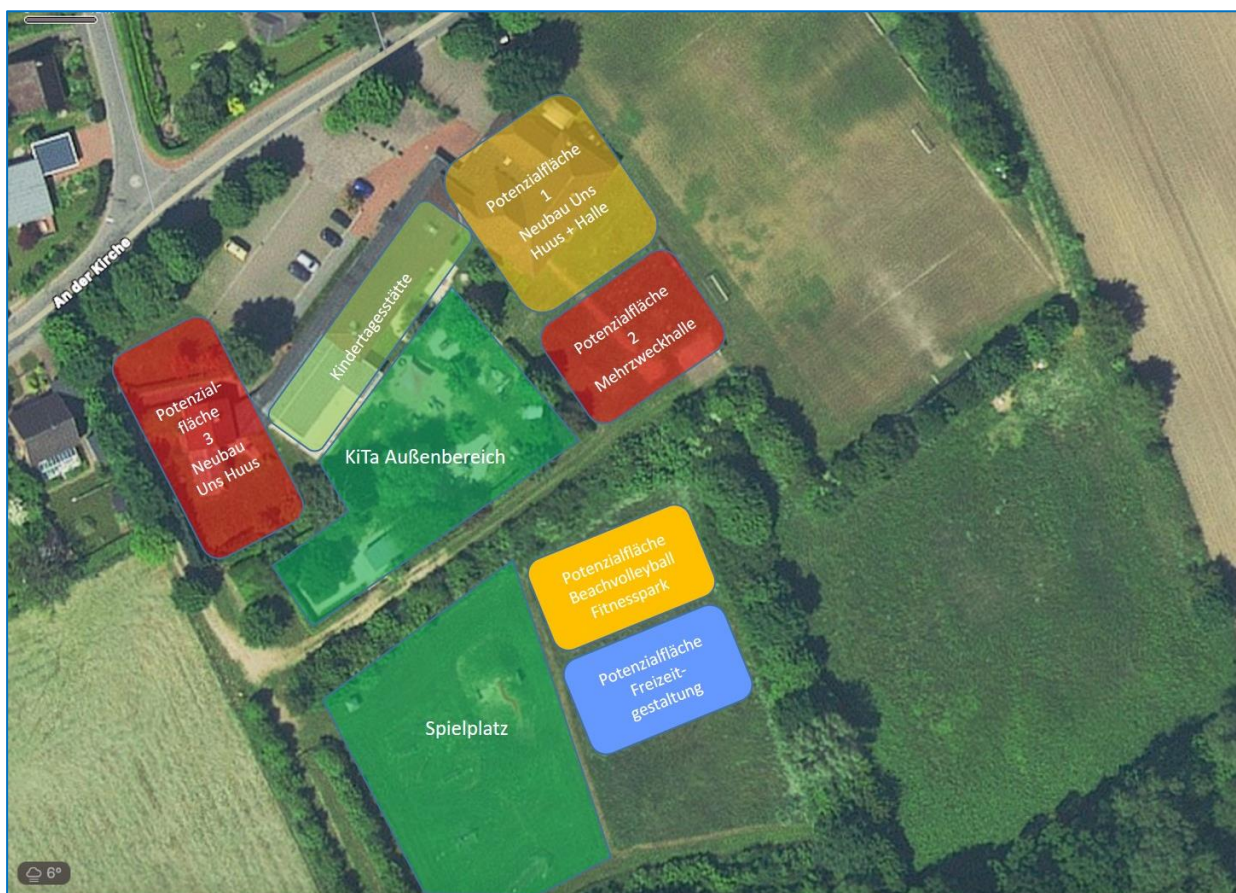 An der Kirche
Potenzialfläche
1
Neubau Uns
Huus + Halle
Potenzialfläche
2
Mehrzweckhalle
Kindertagesstätte
Potenzial-
fläche
3
Neubau
Uns Huus
KiTa Außenbereich
Potenzialfläche
Beachvolleyball
Fitnesspark
Potenzialfläche
Freizeit-
gestaltung
Spielplatz
6°